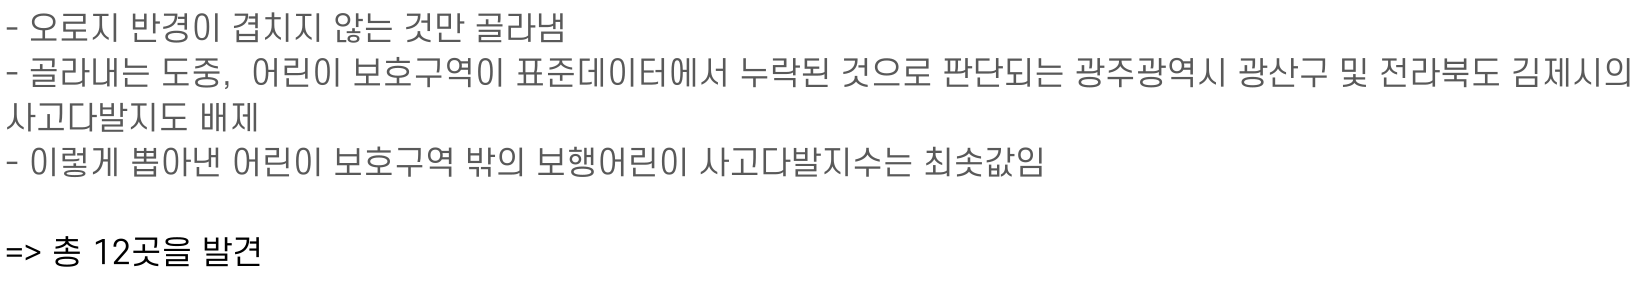 - 오로지 반경이 겹치지 않는 것만 골라냄
- 골라내는 도중,  어린이 보호구역이 표준데이터에서 누락된 것으로 판단되는 광주광역시 광산구 및 전라북도 김제시의
사고다발지도 배제
- 이렇게 뽑아낸 어린이 보호구역 밖의 보행어린이 사고다발지수는 최솟값임
=> 총 12곳을 발견